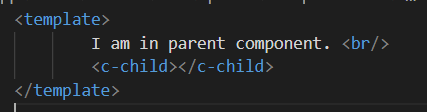 <template>
I am in parent component. <br/>
<c-child></c-child>
</template>